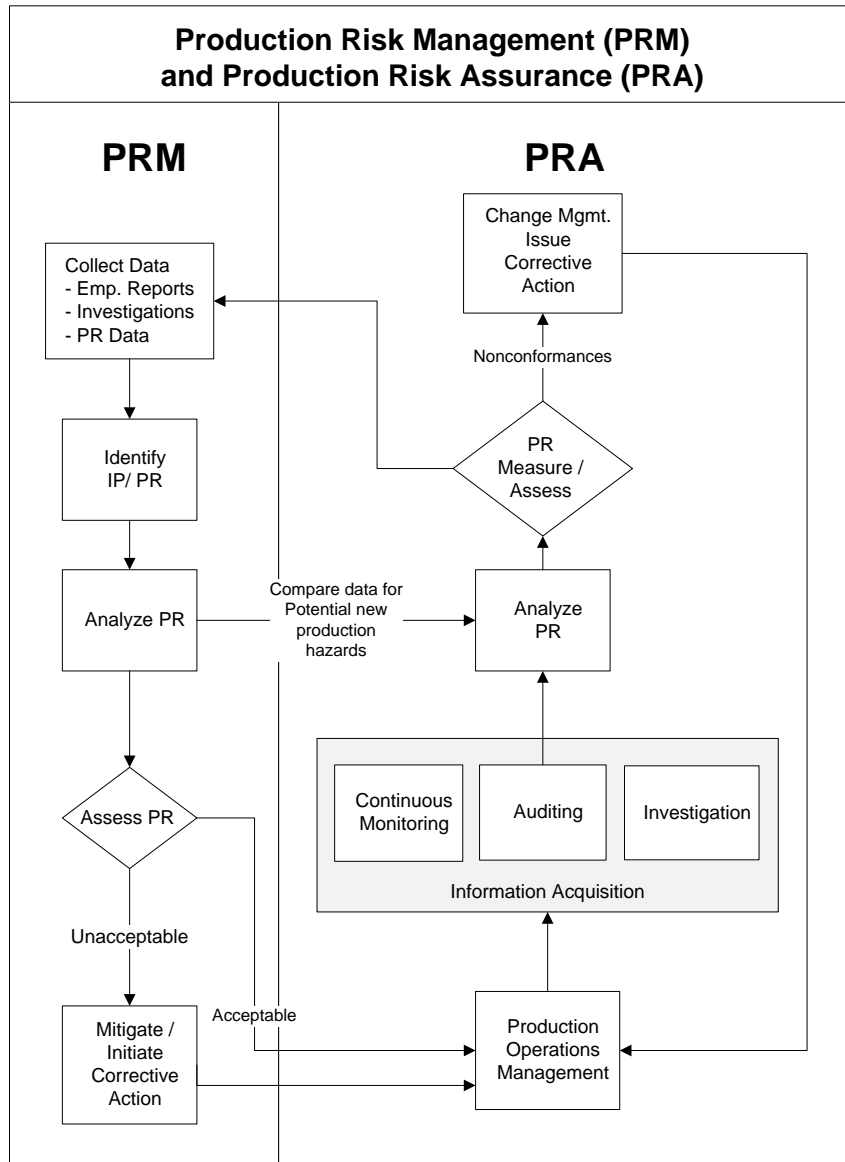 Production Risk Management (PRM)
and Production Risk Assurance (PRA)
PRM
PRA
Collect Data
- Emp. Reports
- Investigations
- PR Data
Identify
IP/ PR
Analyze PR
Assess PR
Unacceptable
Mitigate /
Initiate
Corrective
Action
Acceptable
Compare data for
Potential new
production
hazards
Change Mgmt.
Issue
Corrective
Action
Nonconformances
PR
Measure /
Assess
Analyze
PR
Continuous
Monitoring
Auditing
Investigation
Information Acquisition
Production
Operations
Management